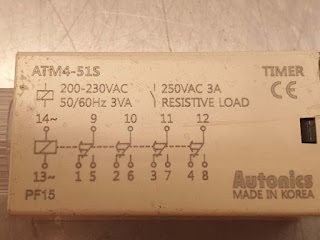 ATM4-51S TIMER
200-230VAC 250VAC 3A CE
50/60Hz 3VA RESISTIVE LOAD
14~ 9 10 11 12
13~ 1 5 2 6 3 7 4 8
Autonics
PF15 MADE IN KOREA